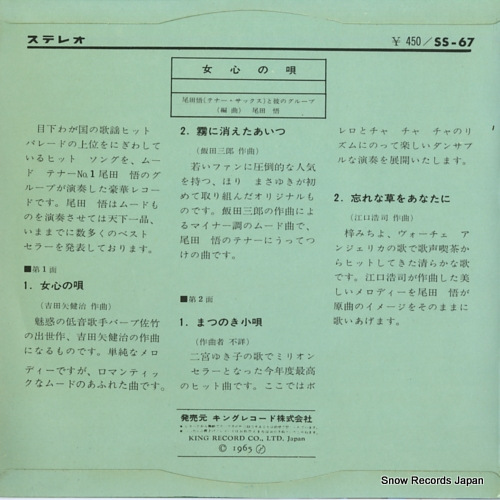 ステレオ
¥ 450/SS-67
女心の唄
尾田悟(テナー・サックス)と彼のグループ
(編 曲) 尾田 悟
目下わが国の歌謡ヒット
パレードの上位をにぎわして
いるヒット ソングを、ムー
ド テナーNo.1尾田 悟のグ
ループが演奏した豪華レコー
ドです。尾田 悟はムードも
のを演奏させては天下一品、
いままでに数多くのベスト
セラーを発表しております。
■第1面
1. 女心の唄
(吉田矢健治 作曲)
魅惑の低音歌手バーブ佐竹
の出世作、吉田矢健治の作曲
になるものです。単純なメロ
ディーですが、ロマンティッ
クなムードのあふれた曲です。
2. 霧に消えたあいつ
(飯田三郎 作曲)
若いファンに圧倒的な人気
を持つ、ほり まさゆきが初
めて取り組んだオリジナルも
のです。飯田三郎の作曲によ
るマイナー調のムード曲で、
尾田 悟のテナーにうってつ
けの曲です。
■第2面
1. まつのき小唄
(作曲者 不詳)
二宮ゆき子の歌でミリオン
セラーとなった今年度最高
のヒット曲です。ここではボ
レロとチャ チャ チャのリ
ズムにのって楽しいダンサブ
ルな演奏を展開いたします。
2. 忘れな草をあなたに
(江口浩司 作曲)
梓みちよ、ヴォーチェ ア
ンジェリカの歌で歌声喫茶か
らヒットしてきた清らかな歌
です。江口浩司が作曲した美
しいメロディーを尾田 悟が
原曲のイメージをそのままに
歌いあげます。
発売元 キングレコード株式会社
KING RECORD CO., LTD. Japan
Ⓒ 1965
Snow Records Japan